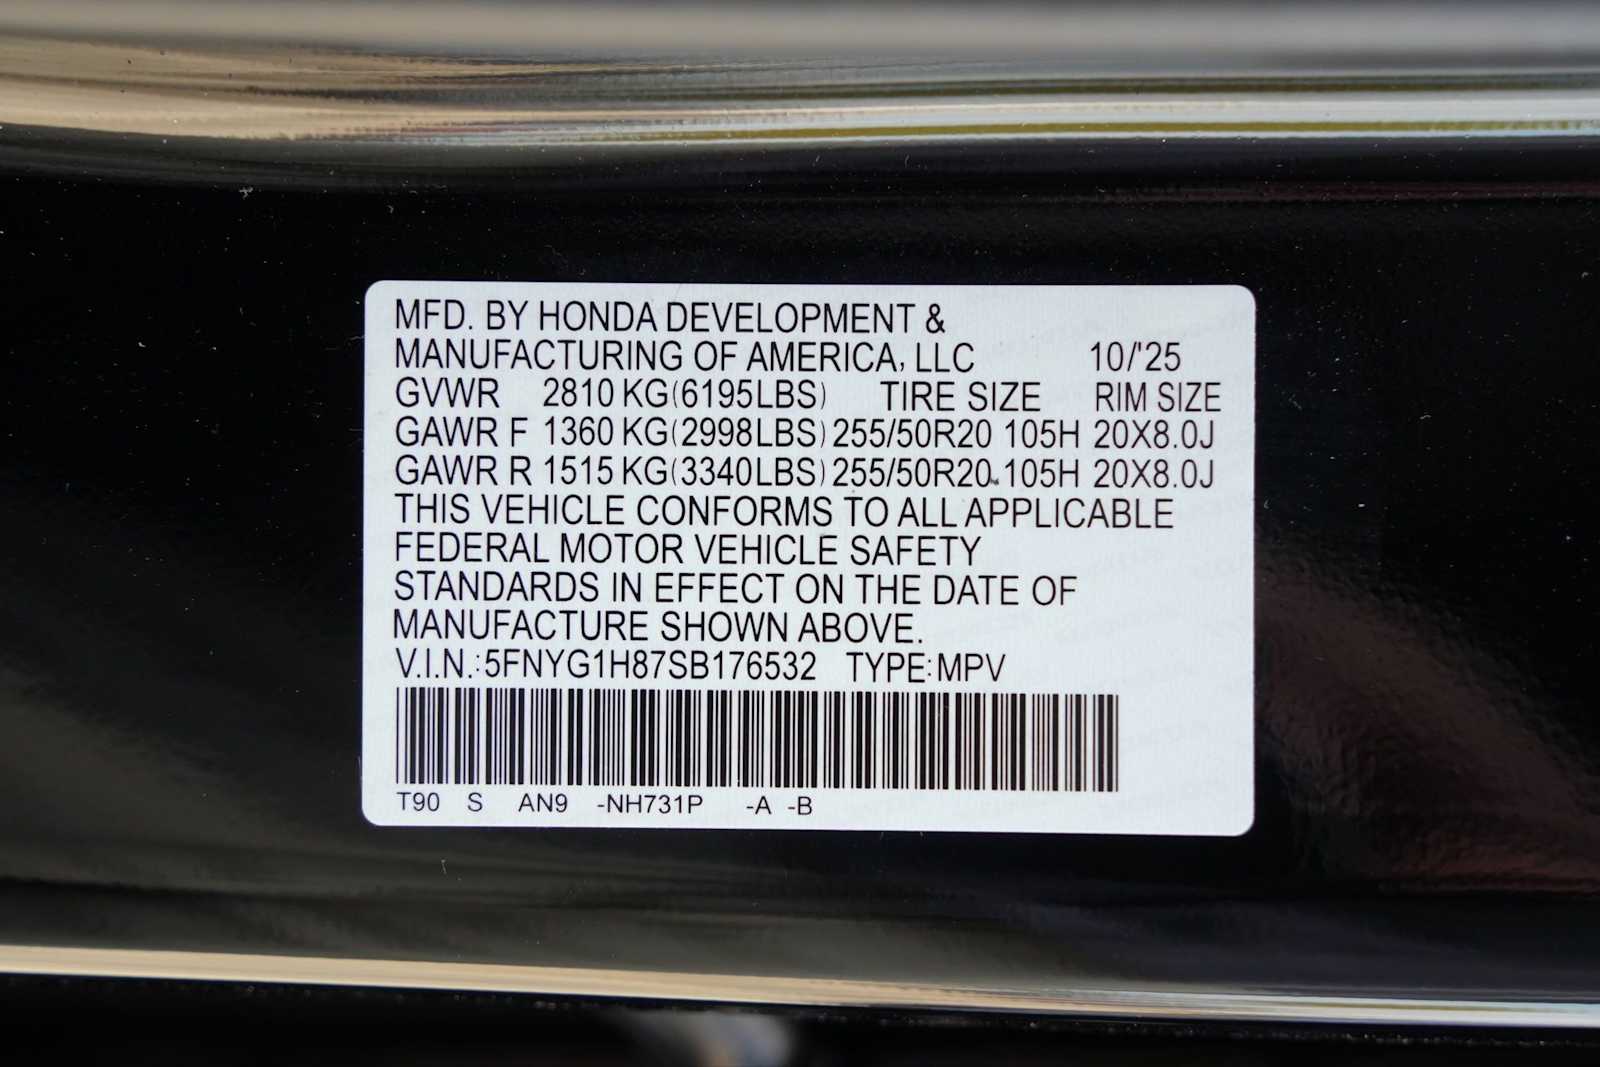 MFD. BY HONDA DEVELOPMENT &
MANUFACTURING OF AMERICA, LLC 10/'25
GVWR 2810 KG(6195LBS) TIRE SIZE RIM SIZE
GAWR F 1360 KG(2998LBS) 255/50R20 105H 20X8.0J
GAWR R 1515 KG(3340LBS) 255/50R20 105H 20X8.0J
THIS VEHICLE CONFORMS TO ALL APPLICABLE
FEDERAL MOTOR VEHICLE SAFETY
STANDARDS IN EFFECT ON THE DATE OF
MANUFACTURE SHOWN ABOVE.
V.I.N.:5FNYG1H87SB176532 TYPE:MPV
T90 S AN9 -NH731P -A -B